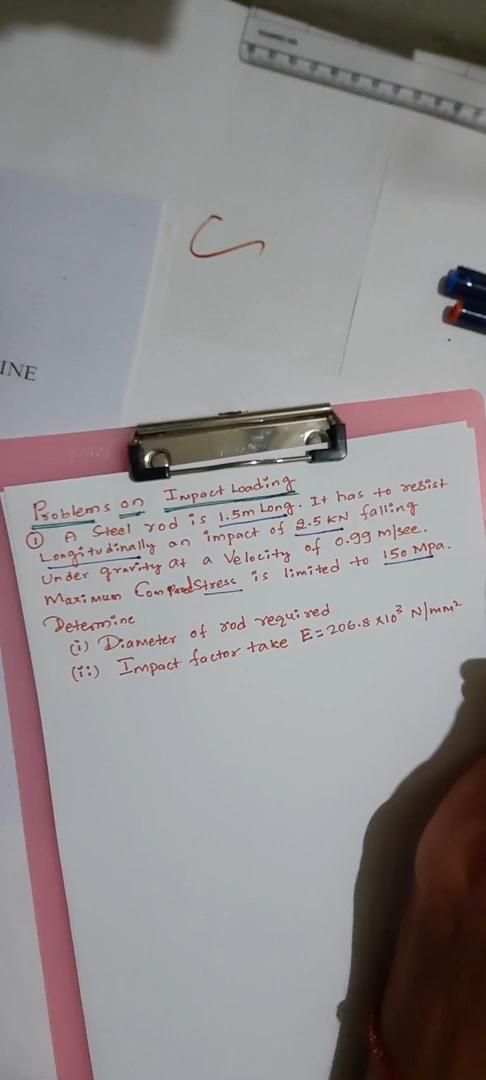 INE
Problems on Impact Loading
① A Steel rod is 1.5m Long. It has to resist
Longitudinally an impact of 2.5 KN falling
Under gravity at a Velocity of 0.99 m/sec.
Maximum Stress is limited to 150 Mpa.
Determine
(i) Diameter of rod required
(ii) Impact factor take E = 206.8 x10³ N/mm²